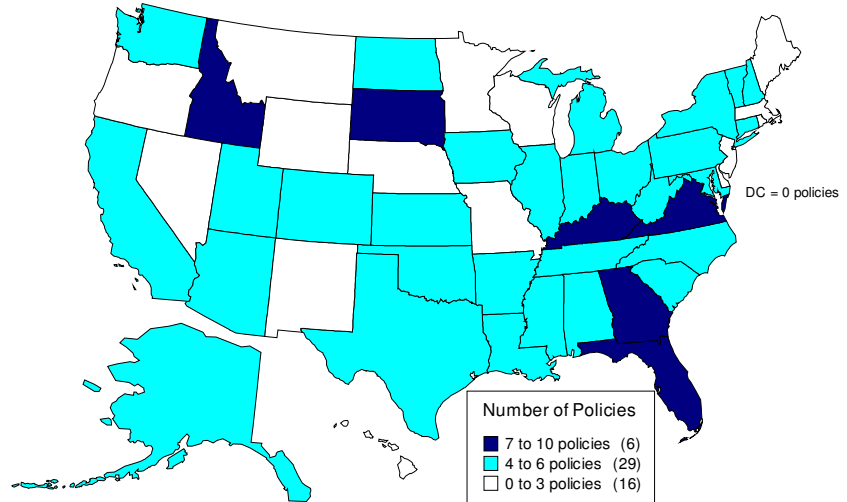 DC = 0 policies
Number of Policies
7 to 10 policies (6)
4 to 6 policies (29)
0 to 3 policies (16)